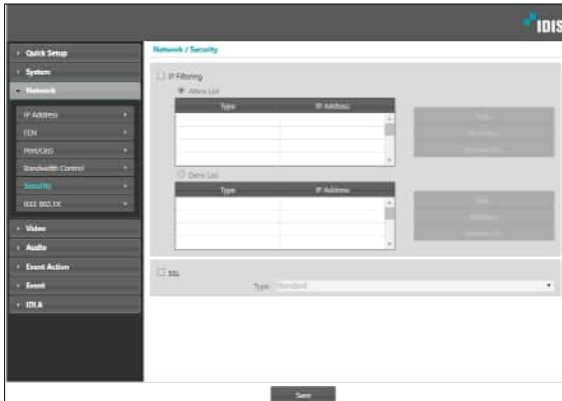 IDIS
Quick Setup
System
Network
IP Address
FEN
Port/QoS
Bandwidth Control
Security
IEEE 802.1X
Video
Audio
Event Action
Event
IDLA
Network / Security
IP Filtering
Allow List
Type IP Address
Deny List
Type IP Address
SSL
Type Standard
Save